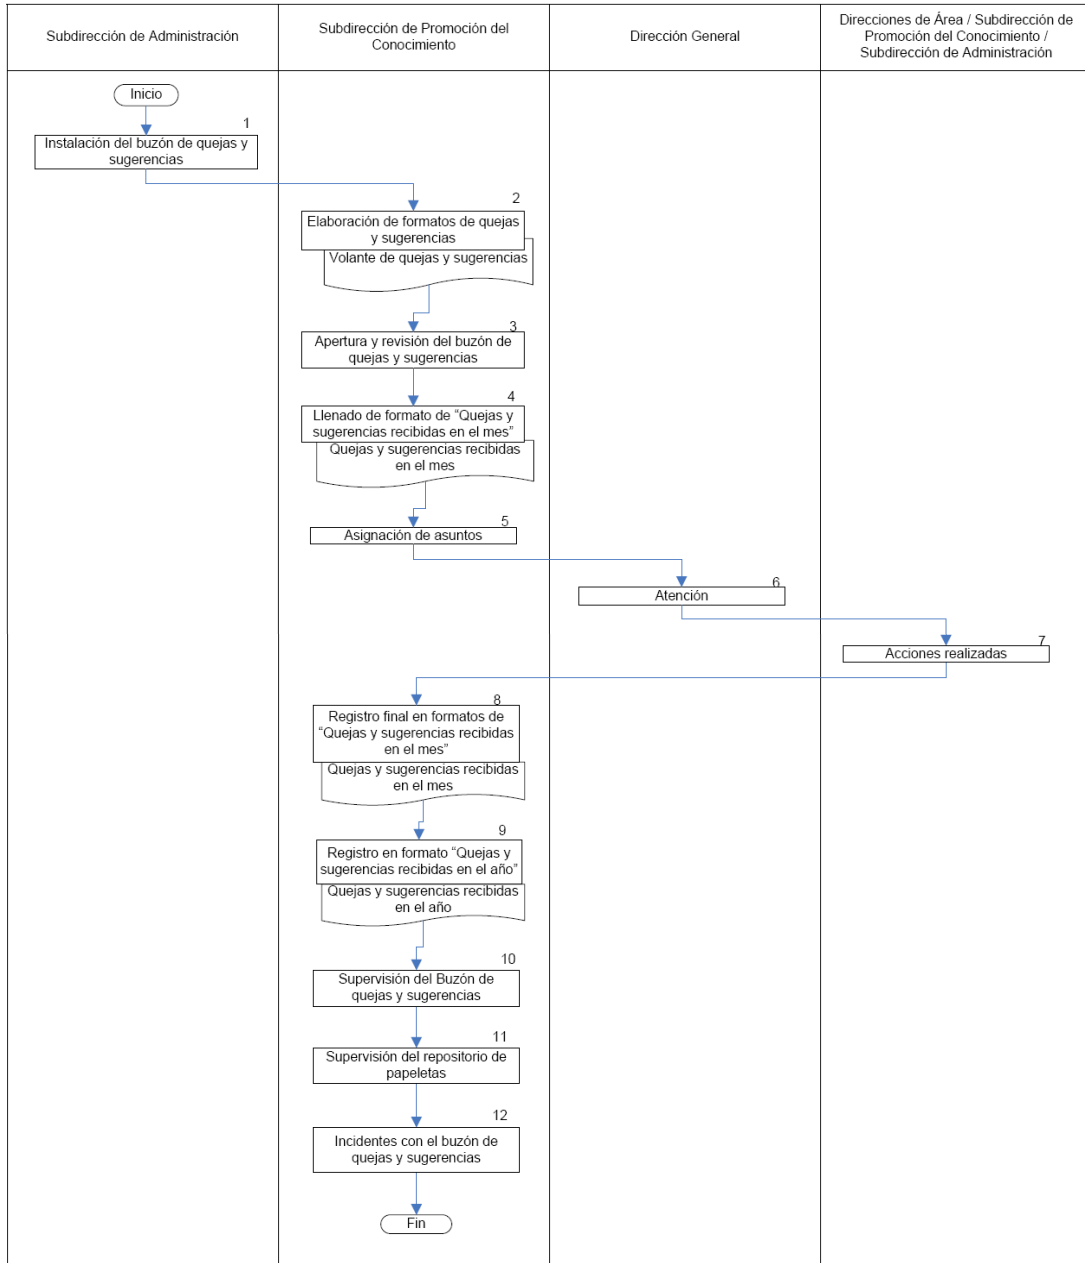 Subdirección de Administración
Subdirección de Promoción del
Conocimiento
Dirección General
Direcciones de Área / Subdirección de
Promoción del Conocimiento /
Subdirección de Administración
Inicio
1
Instalación del buzón de quejas y
sugerencias
2
Elaboración de formatos de quejas
y sugerencias
Volante de quejas y sugerencias
3
Apertura y revisión del buzón de
quejas y sugerencias
4
Llenado de formato de “Quejas y
sugerencias recibidas en el mes”
Quejas y sugerencias recibidas
en el mes
5
Asignación de asuntos
6
Atención
7
Acciones realizadas
8
Registro final en formatos de
“Quejas y sugerencias recibidas
en el mes”
Quejas y sugerencias recibidas
en el mes
9
Registro en formato “Quejas y
sugerencias recibidas en el año”
Quejas y sugerencias recibidas
en el año
10
Supervisión del Buzón de
quejas y sugerencias
11
Supervisión del repositorio de
papeletas
12
Incidentes con el buzón de
quejas y sugerencias
Fin